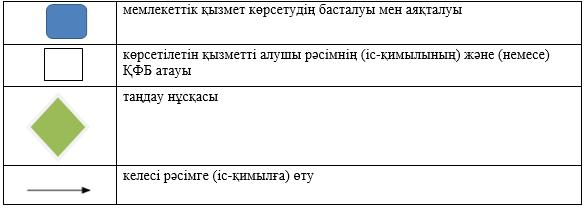 мемлекеттік қызмет көрсетудің басталуы мен аяқталуы
көрсетілетін қызметті алушы рәсімнің (іс-қимылының) және (немесе)
ҚФБ атауы
таңдау нұсқасы
келесі рәсімге (іс-қимылға) өту